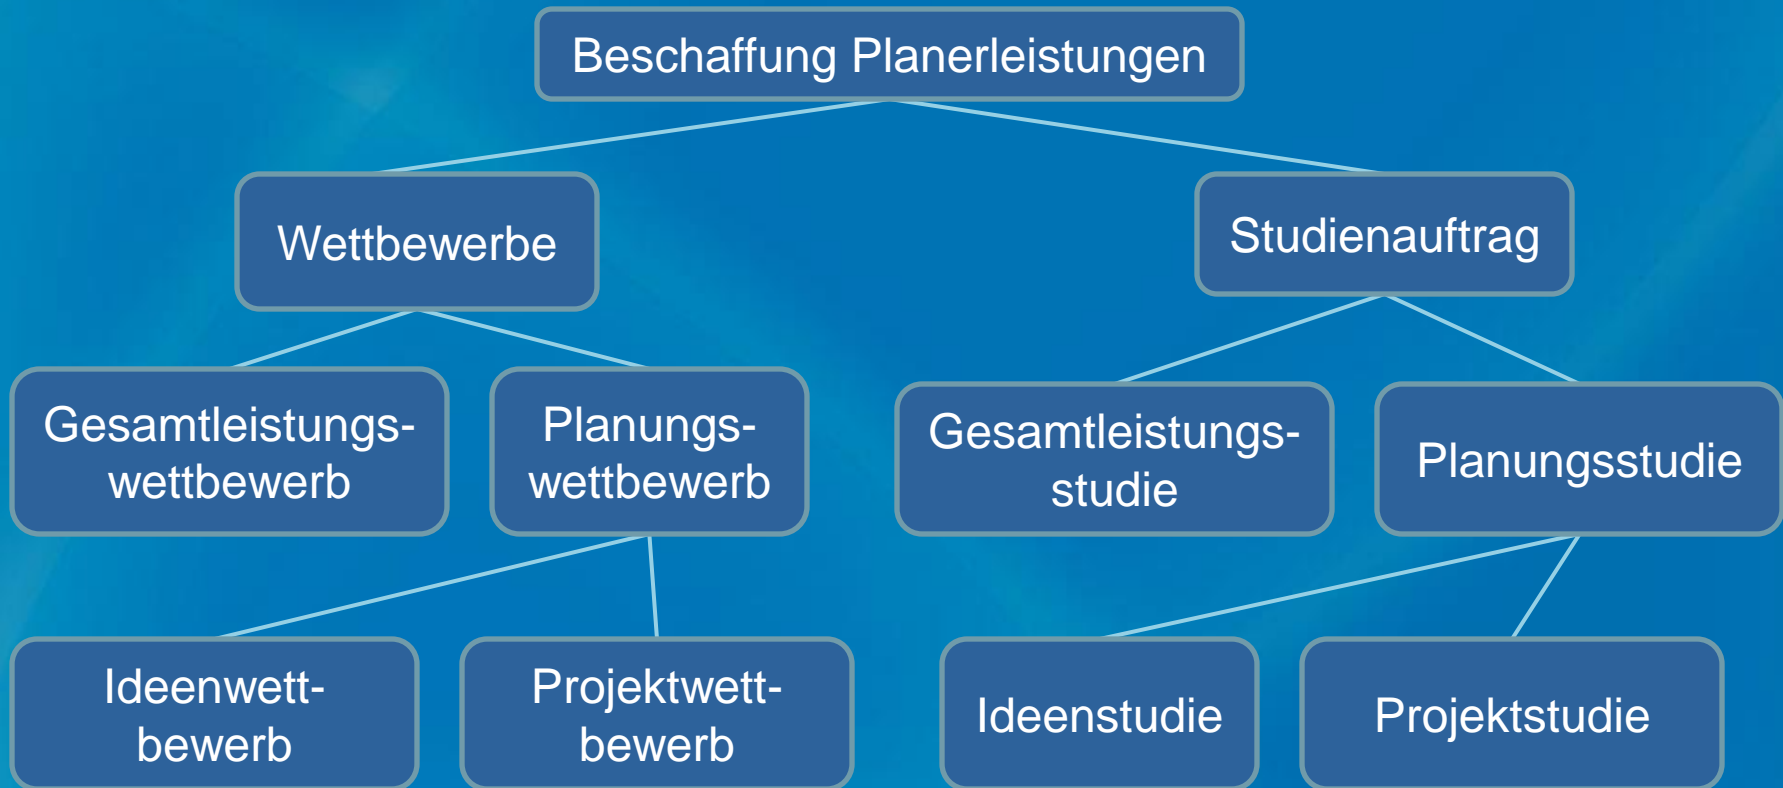 Beschaffung Planerleistungen
Wettbewerbe
Studienauftrag
Gesamtleistungs-
wettbewerb
Planungs-
wettbewerb
Gesamtleistungs-
studie
Planungsstudie
Ideenwett-
bewerb
Projektwett-
bewerb
Ideenstudie
Projektstudie